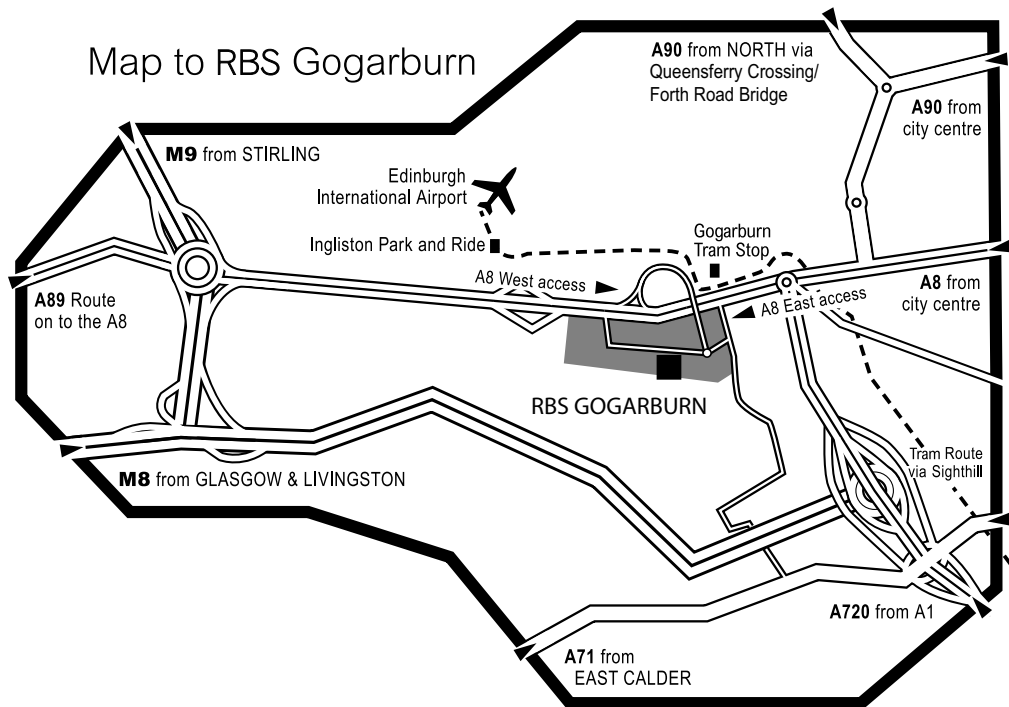 Map to RBS Gogarburn
A90 from NORTH via
Queensferry Crossing/
Forth Road Bridge
A90 from
city centre
M9 from STIRLING
Edinburgh
International Airport
Ingliston Park and Ride
Gogarburn
Tram Stop
A8 West access
A8 East access
A8 from
city centre
A89 Route
on to the A8
RBS GOGARBURN
Tram Route
via Sighthill
M8 from GLASGOW & LIVINGSTON
A720 from A1
A71 from
EAST CALDER